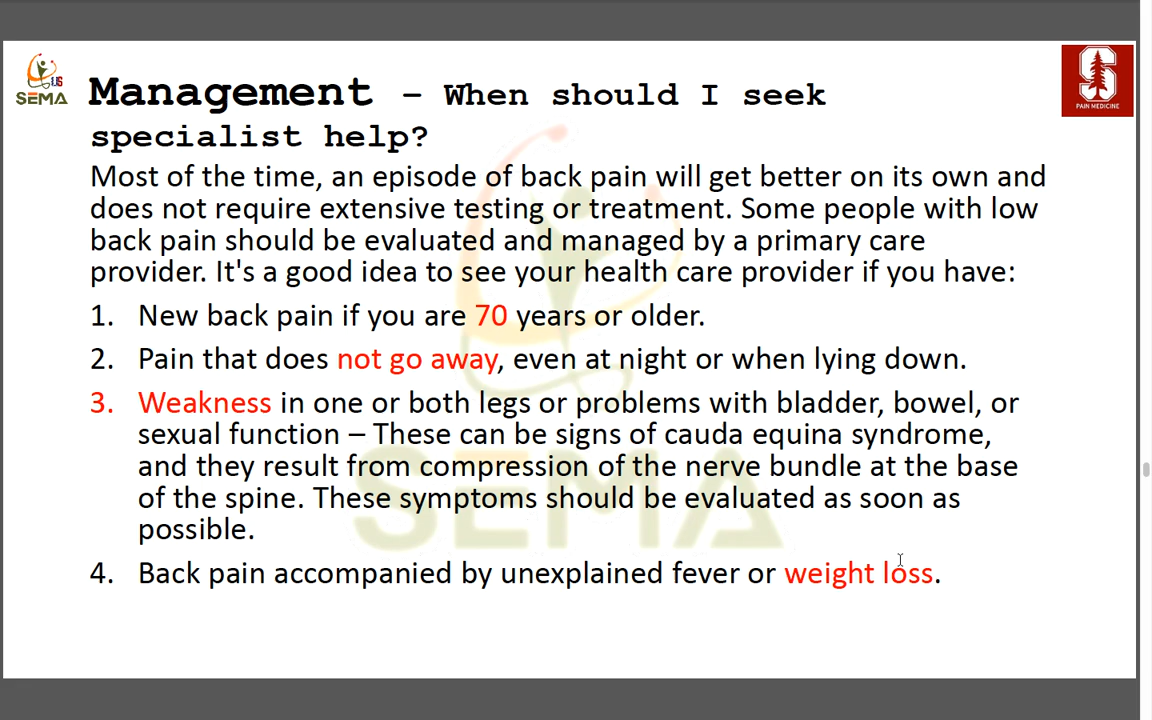 US
SEMA
S
PAIN MEDICINE
Management – When should I seek
specialist help?
Most of the time, an episode of back pain will get better on its own and
does not require extensive testing or treatment. Some people with low
back pain should be evaluated and managed by a primary care
provider. It's a good idea to see your health care provider if you have:
1. New back pain if you are 70 years or older.
2. Pain that does not go away, even at night or when lying down.
3. Weakness in one or both legs or problems with bladder, bowel, or
sexual function – These can be signs of cauda equina syndrome,
and they result from compression of the nerve bundle at the base
of the spine. These symptoms should be evaluated as soon as
possible.
4. Back pain accompanied by unexplained fever or weight loss.
SEMA